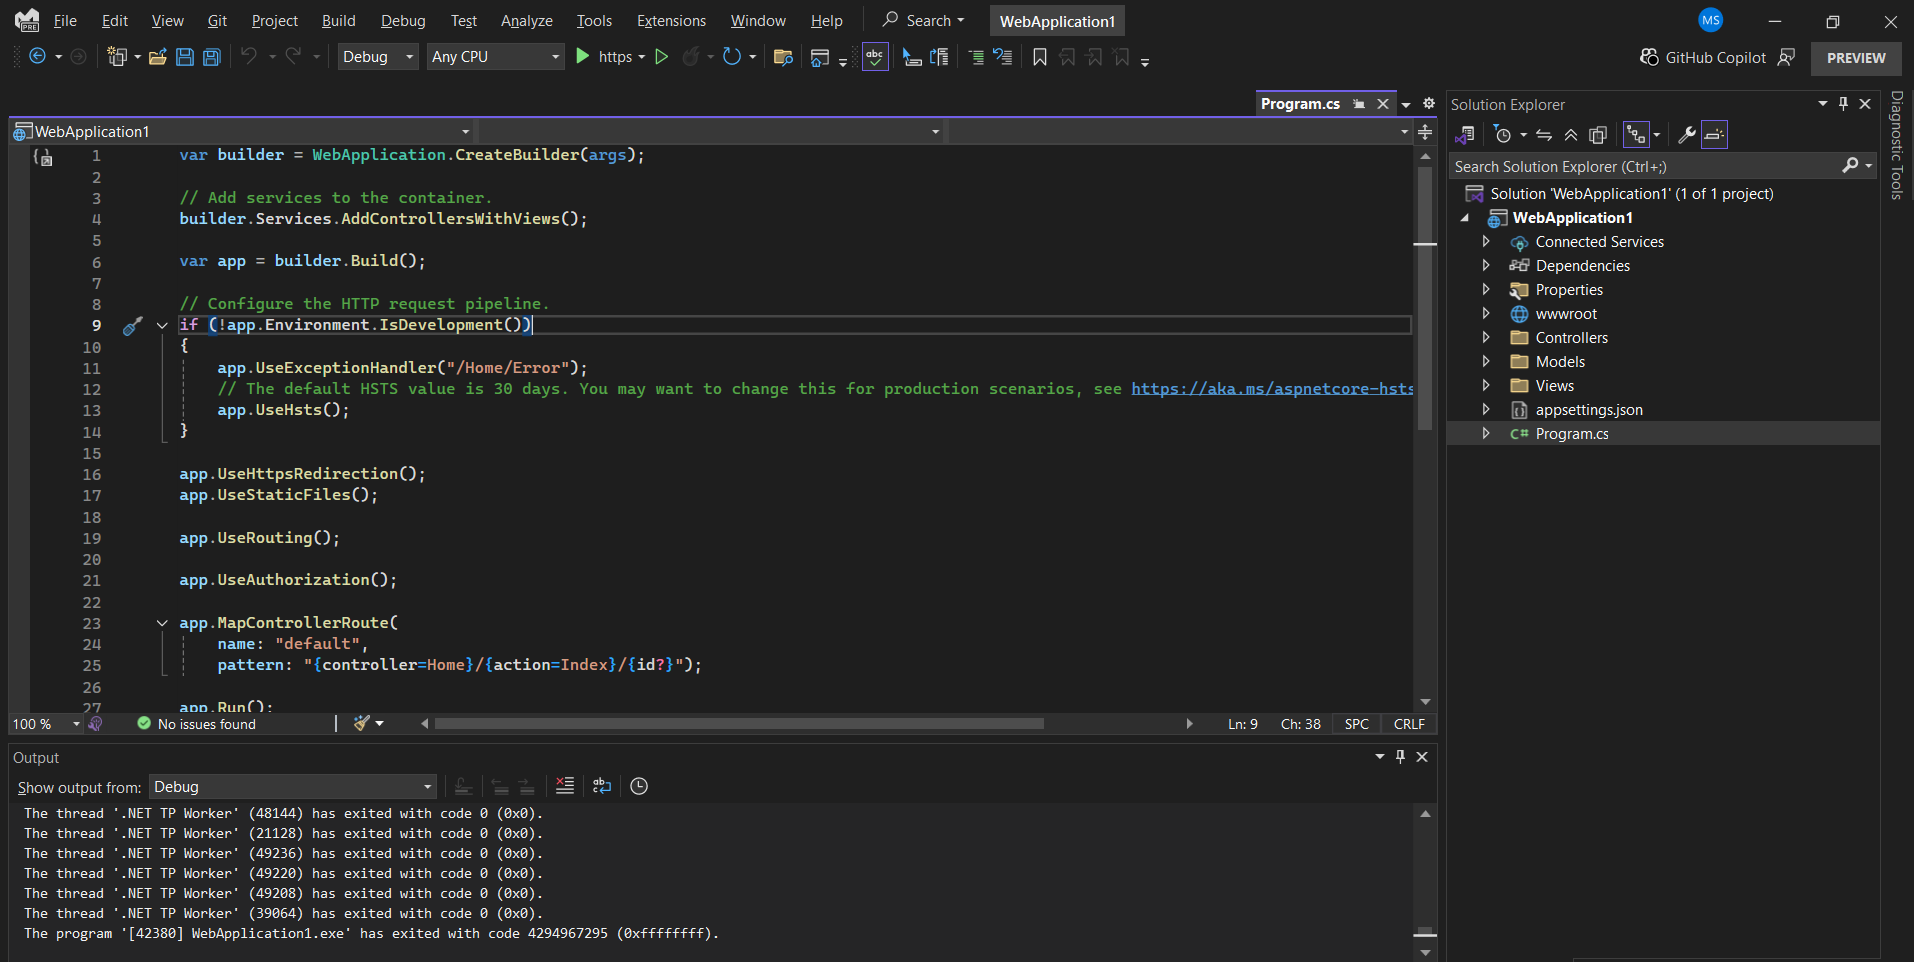 File Edit View Git Project Build Debug Test Analyze Tools Extensions Window Help Search WebApplication1 MS
PRE
Debug Any CPU https abc GitHub Copilot PREVIEW
Program.cs
WebApplication1
1 var builder = WebApplication.CreateBuilder(args);
2
3 // Add services to the container.
4 builder.Services.AddControllersWithViews();
5
6 var app = builder.Build();
7
8 // Configure the HTTP request pipeline.
9 if (!app.Environment.IsDevelopment())
10 {
11 app.UseExceptionHandler("/Home/Error");
12 // The default HSTS value is 30 days. You may want to change this for production scenarios, see https://aka.ms/aspnetcore-hsts
13 app.UseHsts();
14 }
15
16 app.UseHttpsRedirection();
17 app.UseStaticFiles();
18
19 app.UseRouting();
20
21 app.UseAuthorization();
22
23 app.MapControllerRoute(
24 name: "default",
25 pattern: "{controller=Home}/{action=Index}/{id?}");
26
27 app.Run();
100 % No issues found Ln: 9 Ch: 38 SPC CRLF
Output
Show output from: Debug
The thread '.NET TP Worker' (48144) has exited with code 0 (0x0).
The thread '.NET TP Worker' (21128) has exited with code 0 (0x0).
The thread '.NET TP Worker' (49236) has exited with code 0 (0x0).
The thread '.NET TP Worker' (49220) has exited with code 0 (0x0).
The thread '.NET TP Worker' (49208) has exited with code 0 (0x0).
The thread '.NET TP Worker' (39064) has exited with code 0 (0x0).
The program '[42380] WebApplication1.exe' has exited with code 4294967295 (0xffffffff).
Solution Explorer
Search Solution Explorer (Ctrl+;)
Solution 'WebApplication1' (1 of 1 project)
WebApplication1
Connected Services
Dependencies
Properties
wwwroot
Controllers
Models
Views
appsettings.json
C# Program.cs
Diagnostic Tools